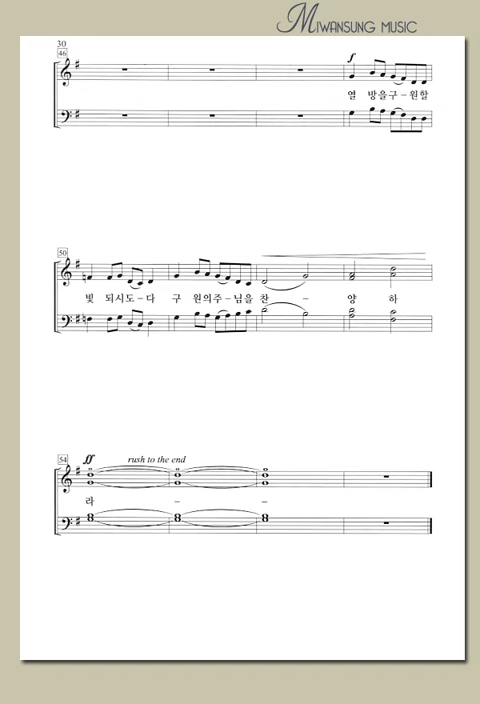 MIWANSUNG MUSIC
30
46
f
열 방을구-원할
50
빛 되시도-다 구 원의주-님을 찬 - 양 하
54
ff rush to the end
라 - -